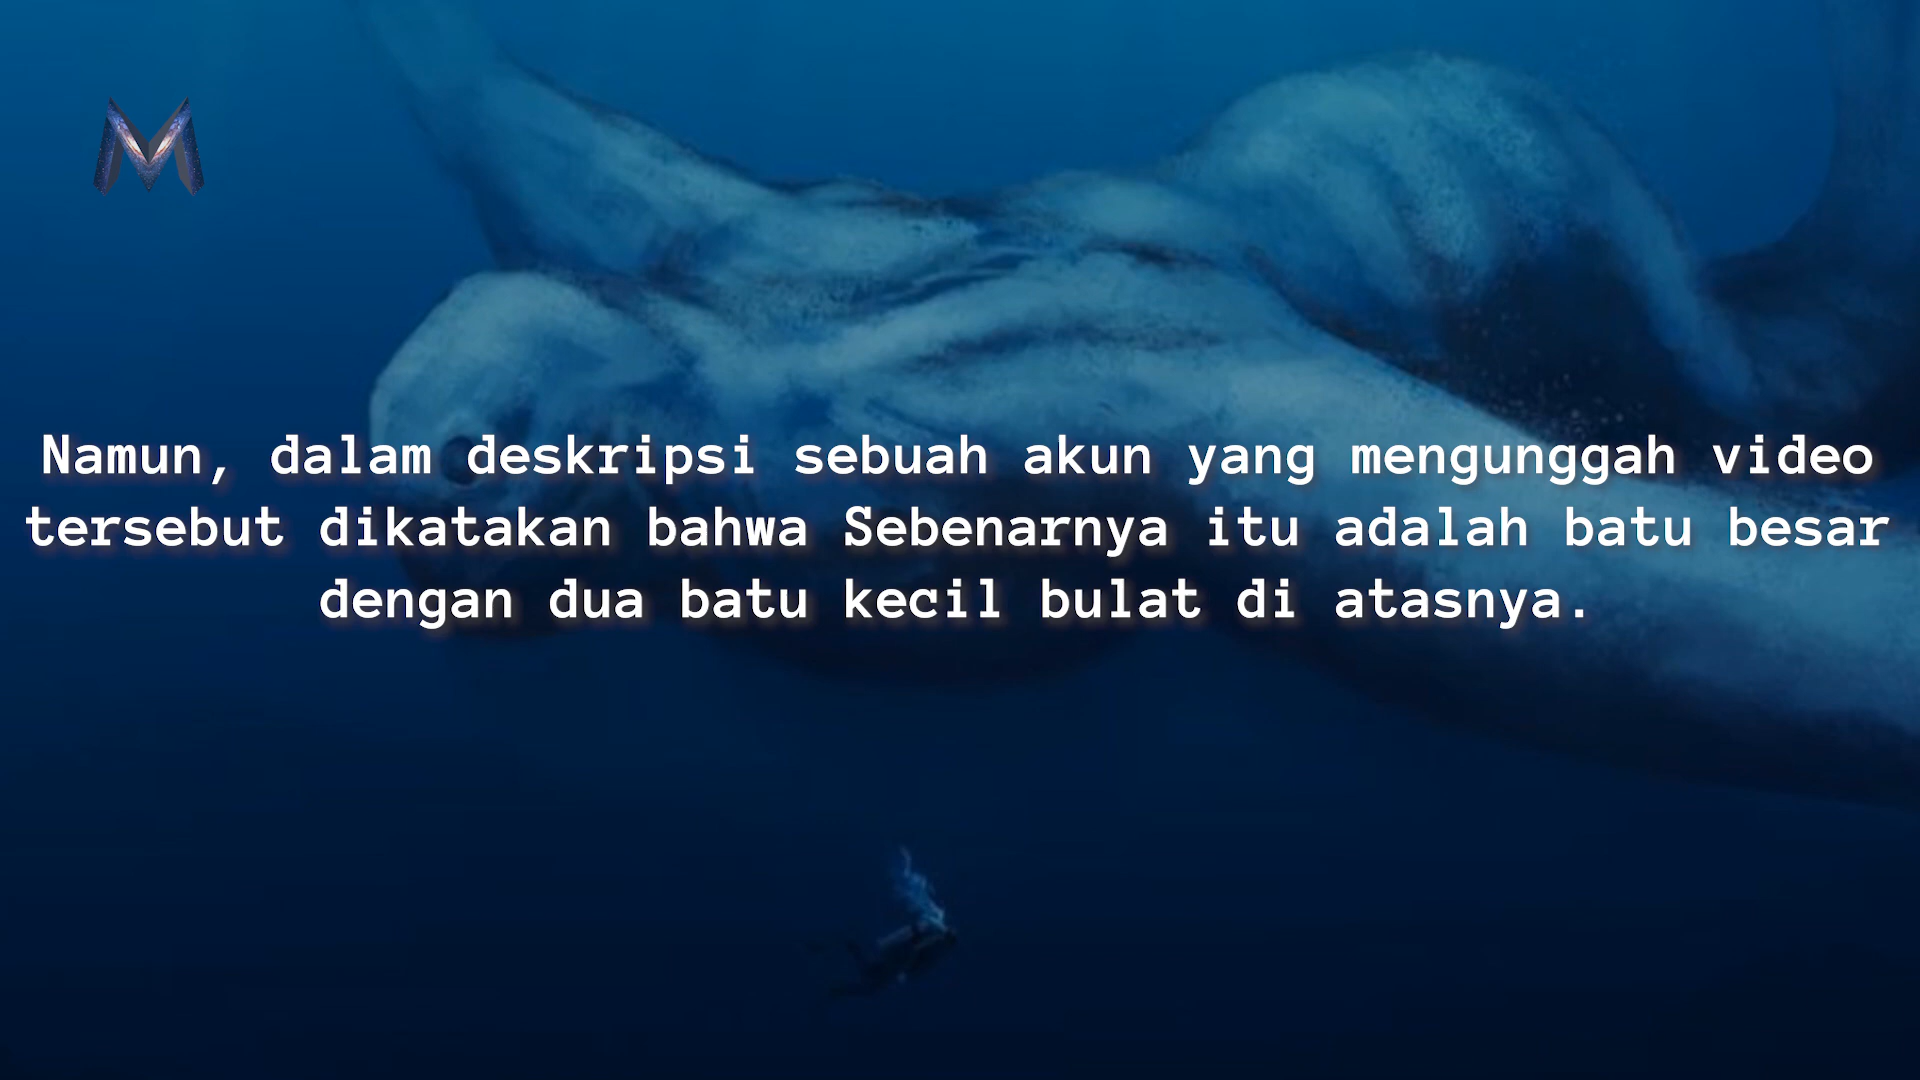 M
Namun, dalam deskripsi sebuah akun yang mengunggah video
tersebut dikatakan bahwa Sebenarnya itu adalah batu besar
dengan dua batu kecil bulat di atasnya.